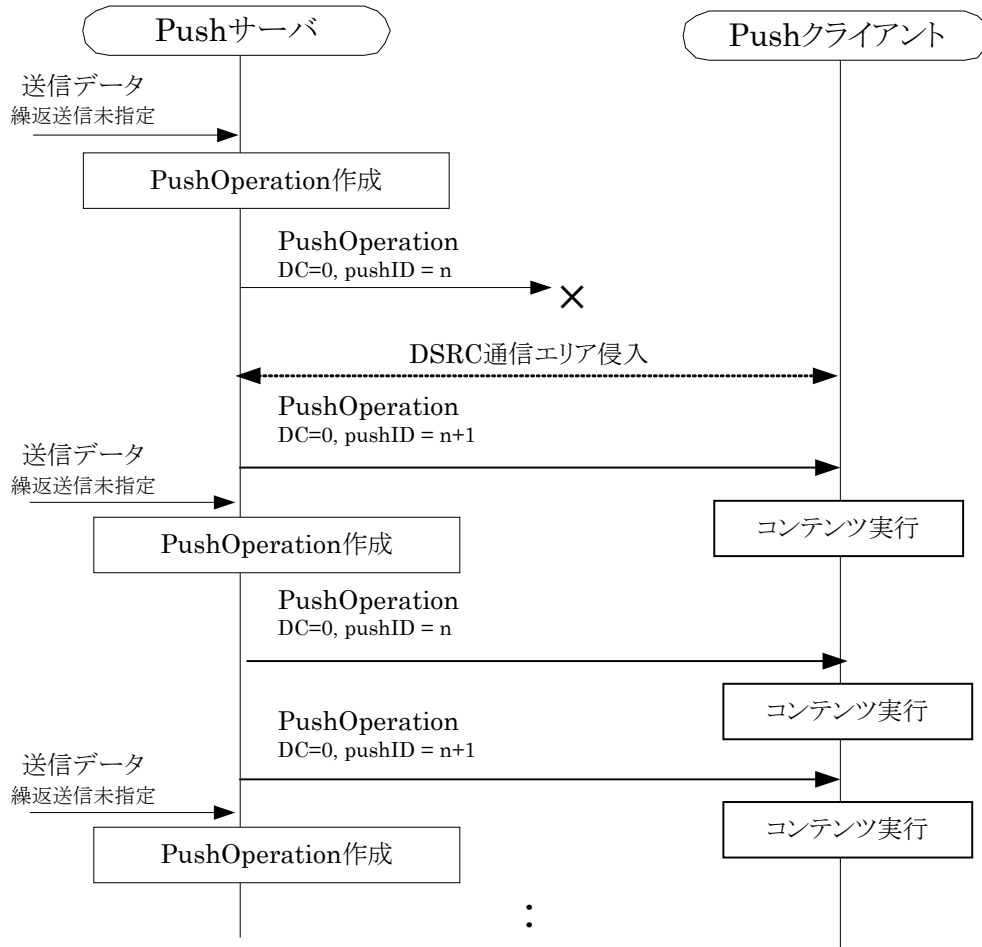 Pushサーバ
Pushクライアント
送信データ
繰返送信未指定
PushOperation作成
PushOperation
DC=0, pushID = n
×
DSRC通信エリア侵入
PushOperation
DC=0, pushID = n+1
送信データ
繰返送信未指定
コンテンツ実行
PushOperation作成
PushOperation
DC=0, pushID = n
コンテンツ実行
PushOperation
DC=0, pushID = n+1
送信データ
繰返送信未指定
コンテンツ実行
PushOperation作成
: